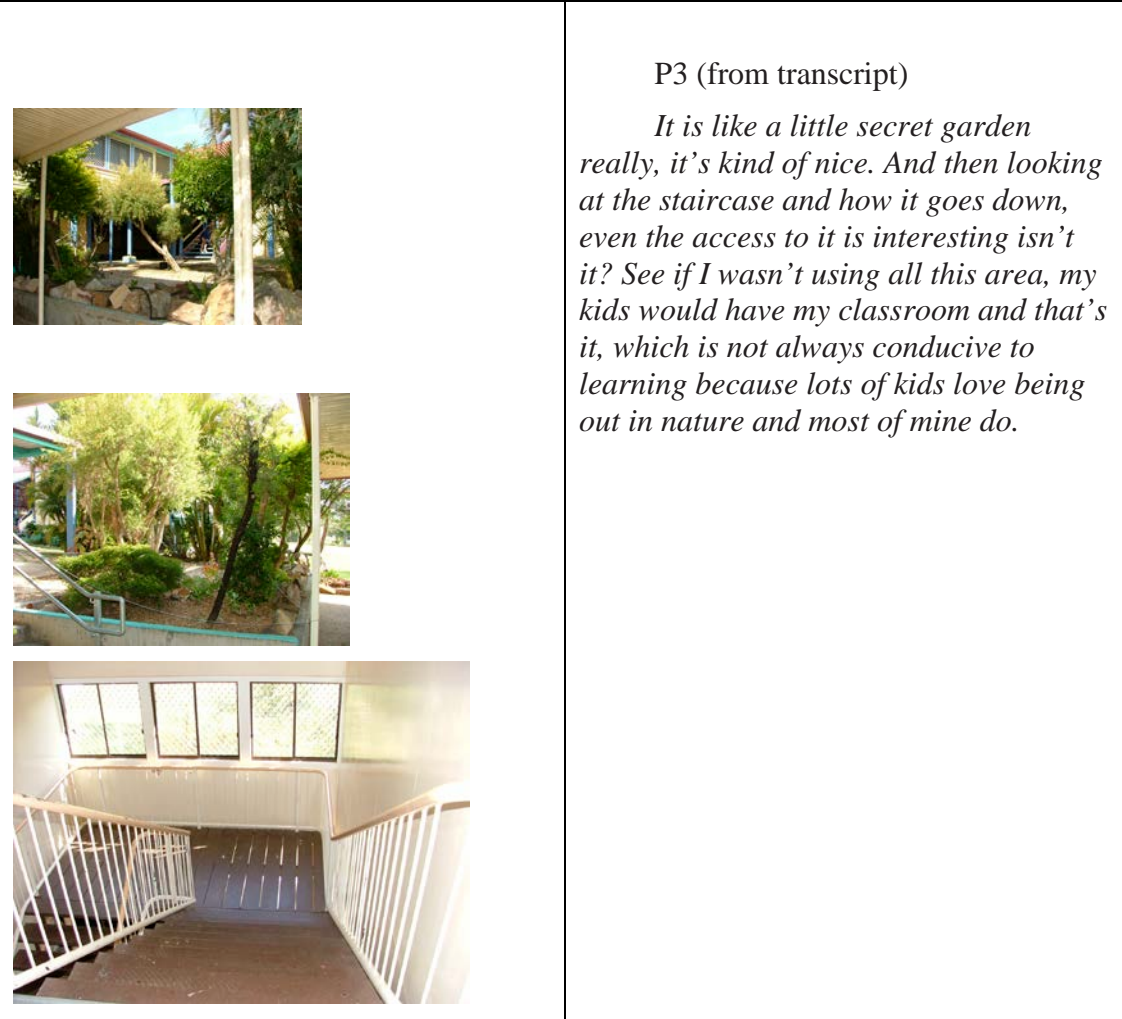 P3 (from transcript)
It is like a little secret garden
really, it’s kind of nice. And then looking
at the staircase and how it goes down,
even the access to it is interesting isn’t
it? See if I wasn’t using all this area, my
kids would have my classroom and that’s
it, which is not always conducive to
learning because lots of kids love being
out in nature and most of mine do.